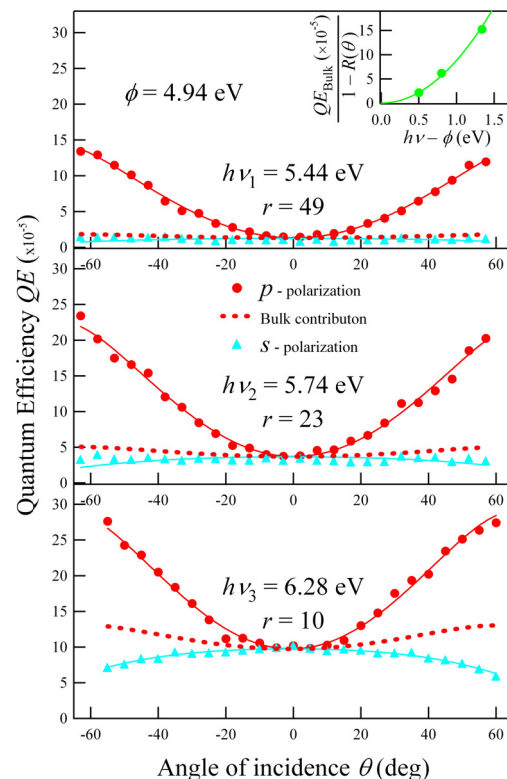 30
25
20
15
10
5
0
ϕ = 4.94 eV
QE_Bulk (×10⁻⁵)
1 − R(θ)
15
10
5
0
0.0 0.5 1.0 1.5
hν − ϕ (eV)
hν₁ = 5.44 eV
r = 49
-60 -40 -20 0 20 40 60
30
25
20
15
10
5
0
p - polarization
Bulk contributon
s - polarization
hν₂ = 5.74 eV
r = 23
-60 -40 -20 0 20 40 60
30
25
20
15
10
5
0
hν₃ = 6.28 eV
r = 10
-60 -40 -20 0 20 40 60
Quantum Efficiency QE (×10⁻⁵)
Angle of incidence θ (deg)